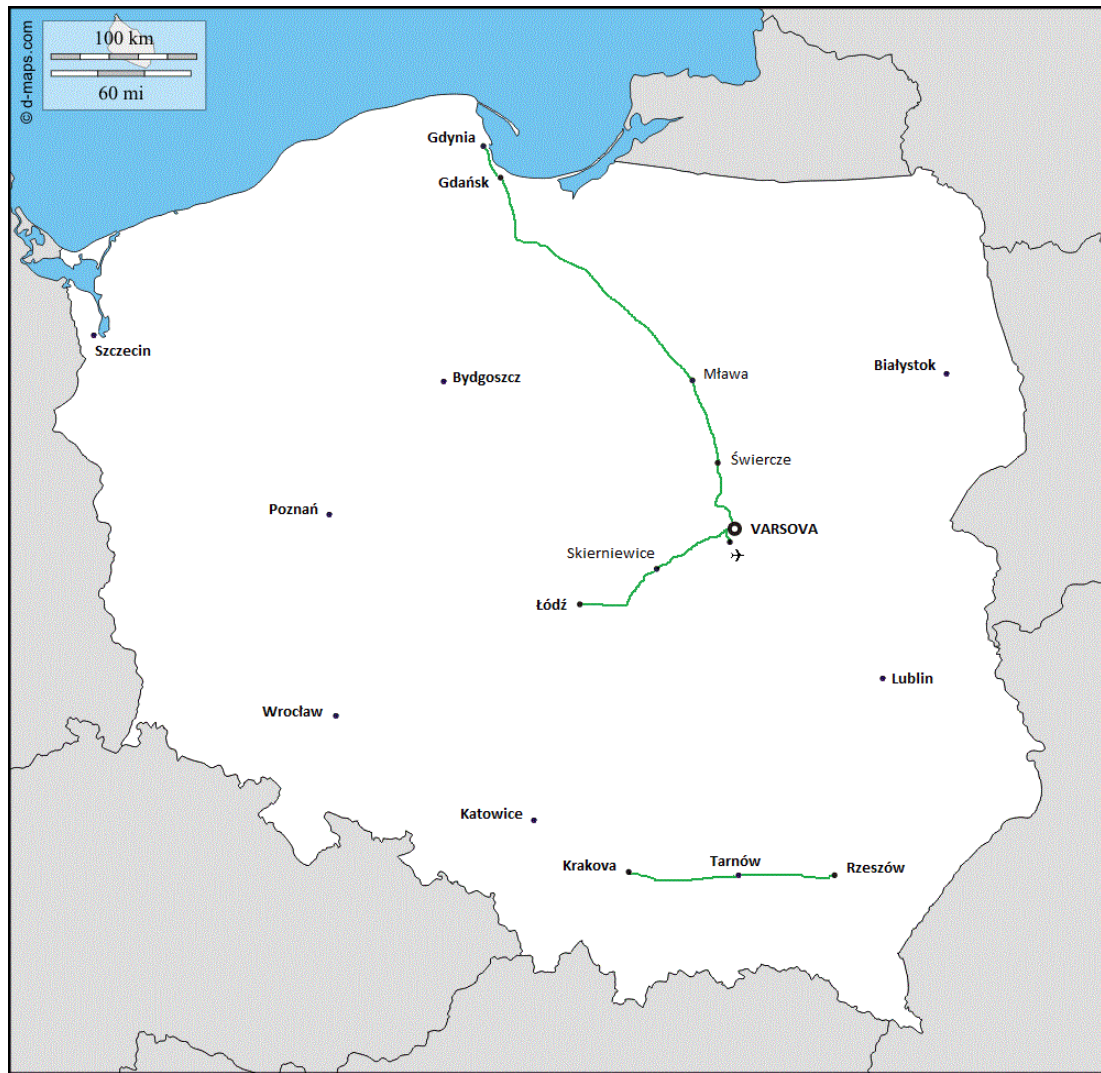 100 km
60 mi
© d-maps.com
Gdynia
Gdańsk
Szczecin
Bydgoszcz
Mława
Białystok
Świercze
Poznań
VARSOVA
Skierniewice
Łódź
Lublin
Wrocław
Katowice
Krakova
Tarnów
Rzeszów